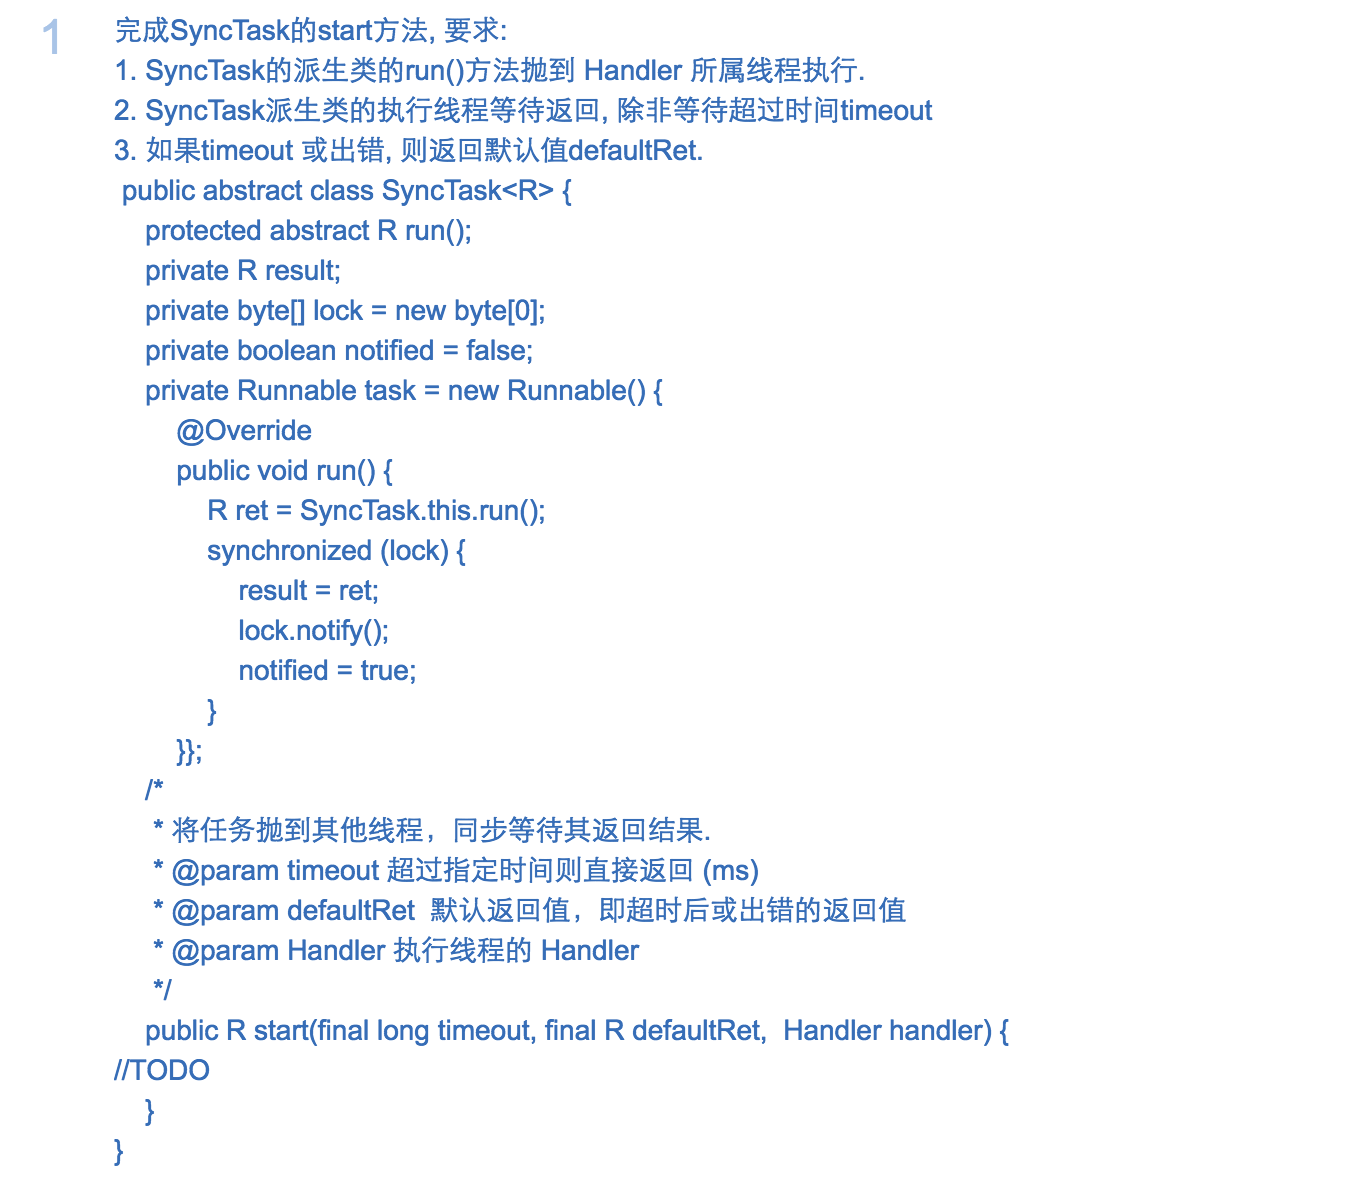 1 完成SyncTask的start方法, 要求:
1. SyncTask的派生类的run()方法抛到 Handler 所属线程执行.
2. SyncTask派生类的执行线程等待返回, 除非等待超过时间timeout
3. 如果timeout 或出错, 则返回默认值defaultRet.
public abstract class SyncTask<R> {
protected abstract R run();
private R result;
private byte[] lock = new byte[0];
private boolean notified = false;
private Runnable task = new Runnable() {
@Override
public void run() {
R ret = SyncTask.this.run();
synchronized (lock) {
result = ret;
lock.notify();
notified = true;
}
}};
/*
* 将任务抛到其他线程，同步等待其返回结果.
* @param timeout 超过指定时间则直接返回 (ms)
* @param defaultRet 默认返回值，即超时后或出错的返回值
* @param Handler 执行线程的 Handler
*/
public R start(final long timeout, final R defaultRet, Handler handler) {
//TODO
}
}